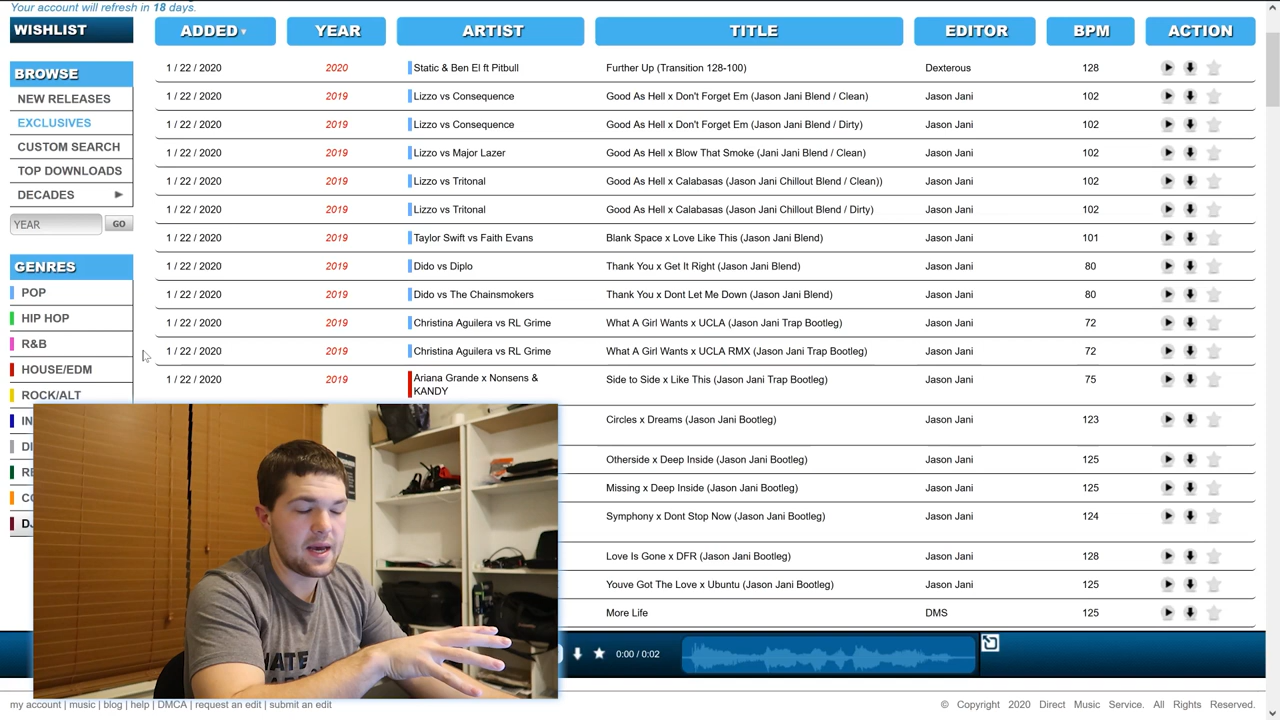 Your account will refresh in 18 days.
WISHLIST
BROWSE
NEW RELEASES
EXCLUSIVES
CUSTOM SEARCH
TOP DOWNLOADS
DECADES
YEAR GO
GENRES
POP
HIP HOP
R&B
HOUSE/EDM
ROCK/ALT
ADDED YEAR ARTIST TITLE EDITOR BPM ACTION
1 / 22 / 2020 2020 Static & Ben El ft Pitbull Further Up (Transition 128-100) Dexterous 128
1 / 22 / 2020 2019 Lizzo vs Consequence Good As Hell x Don't Forget Em (Jason Jani Blend / Clean) Jason Jani 102
1 / 22 / 2020 2019 Lizzo vs Consequence Good As Hell x Don't Forget Em (Jason Jani Blend / Dirty) Jason Jani 102
1 / 22 / 2020 2019 Lizzo vs Major Lazer Good As Hell x Blow That Smoke (Jani Jani Blend / Clean) Jason Jani 102
1 / 22 / 2020 2019 Lizzo vs Tritonal Good As Hell x Calabasas (Jason Jani Chillout Blend / Clean)) Jason Jani 102
1 / 22 / 2020 2019 Lizzo vs Tritonal Good As Hell x Calabasas (Jason Jani Chillout Blend / Dirty) Jason Jani 102
1 / 22 / 2020 2019 Taylor Swift vs Faith Evans Blank Space x Love Like This (Jason Jani Blend) Jason Jani 101
1 / 22 / 2020 2019 Dido vs Diplo Thank You x Get It Right (Jason Jani Blend) Jason Jani 80
1 / 22 / 2020 2019 Dido vs The Chainsmokers Thank You x Dont Let Me Down (Jason Jani Blend) Jason Jani 80
1 / 22 / 2020 2019 Christina Aguilera vs RL Grime What A Girl Wants x UCLA (Jason Jani Trap Bootleg) Jason Jani 72
1 / 22 / 2020 2019 Christina Aguilera vs RL Grime What A Girl Wants x UCLA RMX (Jason Jani Trap Bootleg) Jason Jani 72
1 / 22 / 2020 2019 Ariana Grande x Nonsens & Side to Side x Like This (Jason Jani Trap Bootleg) Jason Jani 75
KANDY
Circles x Dreams (Jason Jani Bootleg) Jason Jani 123
Otherside x Deep Inside (Jason Jani Bootleg) Jason Jani 125
Missing x Deep Inside (Jason Jani Bootleg) Jason Jani 125
Symphony x Dont Stop Now (Jason Jani Bootleg) Jason Jani 124
Love Is Gone x DFR (Jason Jani Bootleg) Jason Jani 128
Youve Got The Love x Ubuntu (Jason Jani Bootleg) Jason Jani 125
More Life DMS 125
0:00 / 0:02
my account | music | blog | help | DMCA | request an edit | submit an edit
© Copyright 2020 Direct Music Service. All Rights Reserved.